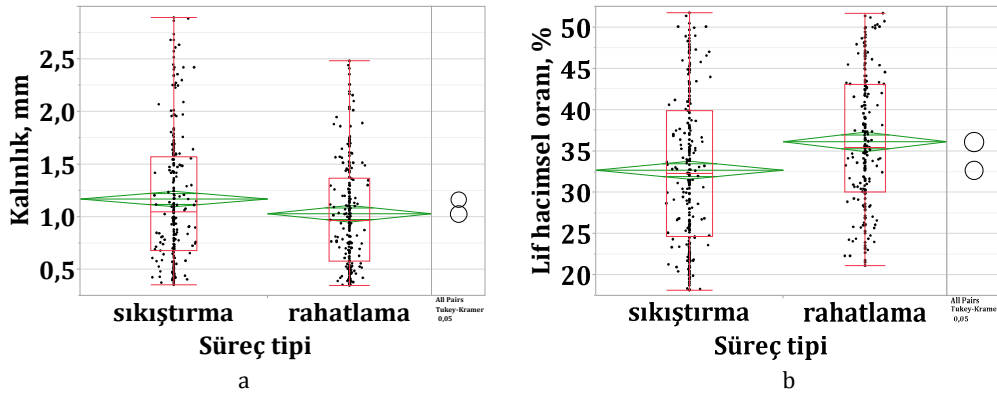 Kalınlık, mm
2,5
2,0
1,5
1,0
0,5
sıkıştırma
rahatlama
All Pairs
Tukey-Kramer
0,05
Süreç tipi
a
Lif hacimsel oranı, %
50
45
40
35
30
25
20
sıkıştırma
rahatlama
All Pairs
Tukey-Kramer
0,05
Süreç tipi
b